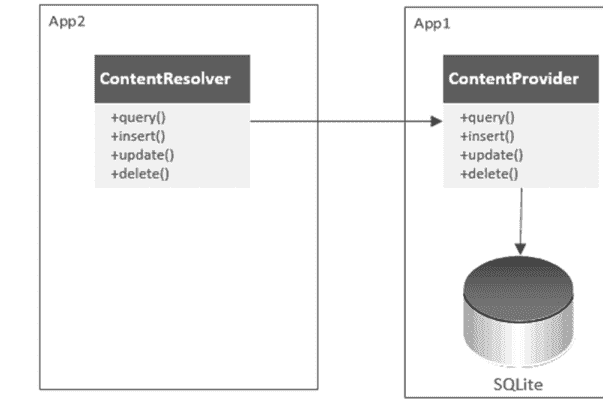 App2
ContentResolver
+query()
+insert()
+update()
+delete()
App1
ContentProvider
+query()
+insert()
+update()
+delete()
SQLite